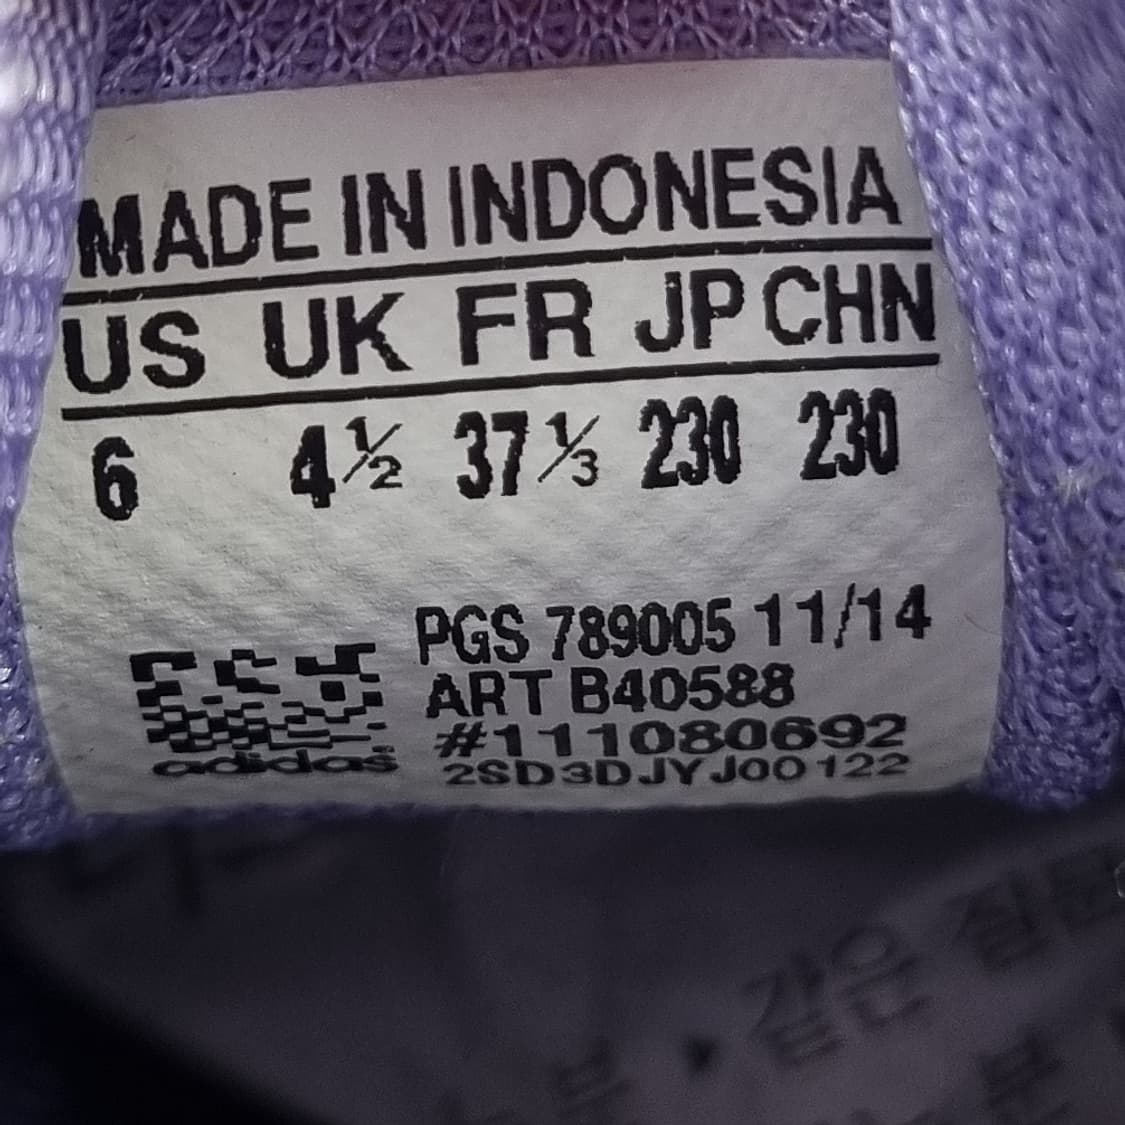 MADE IN INDONESIA
US UK FR JP CHN
6 4½ 37⅓ 230 230
PGS 789005 11/14
ART B40588
#111080692
adidas 2SD3DJYJ00122
같은